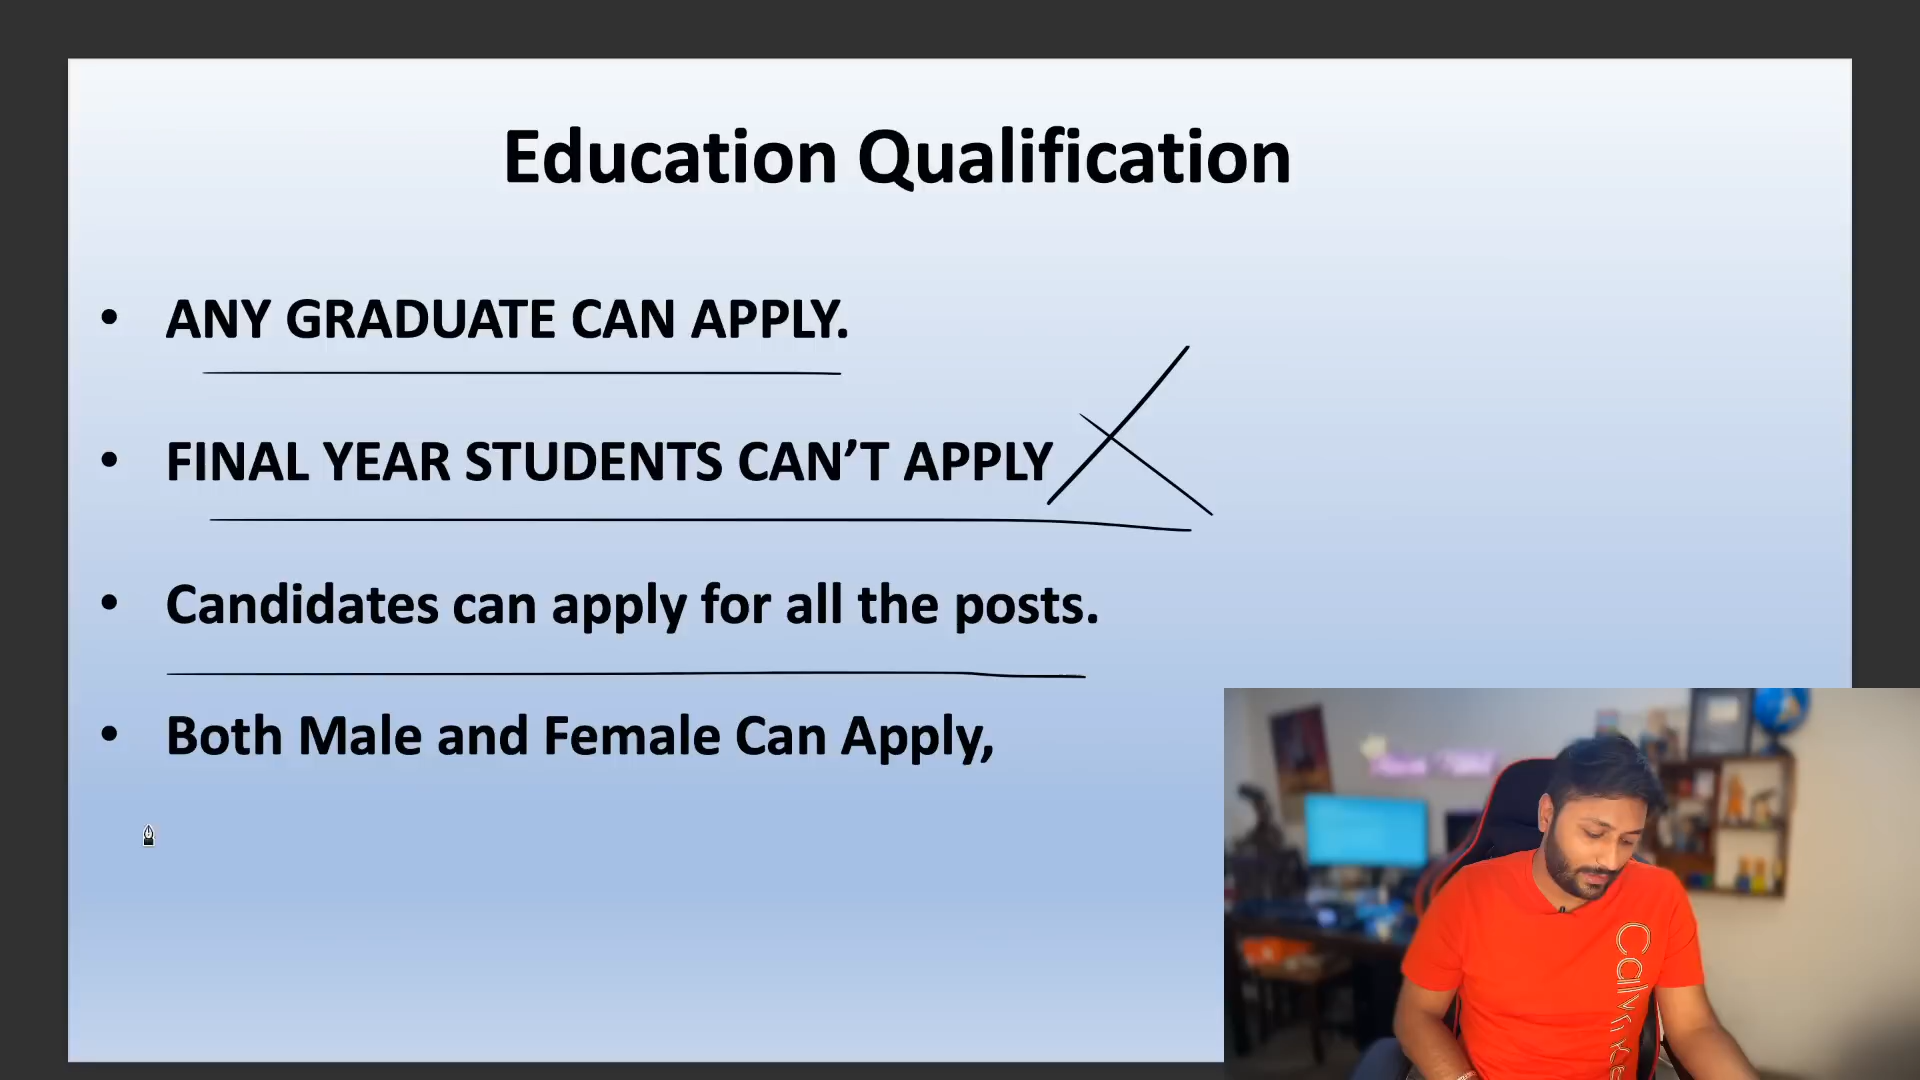 Education Qualification
• ANY GRADUATE CAN APPLY.
• FINAL YEAR STUDENTS CAN’T APPLY
• Candidates can apply for all the posts.
• Both Male and Female Can Apply,